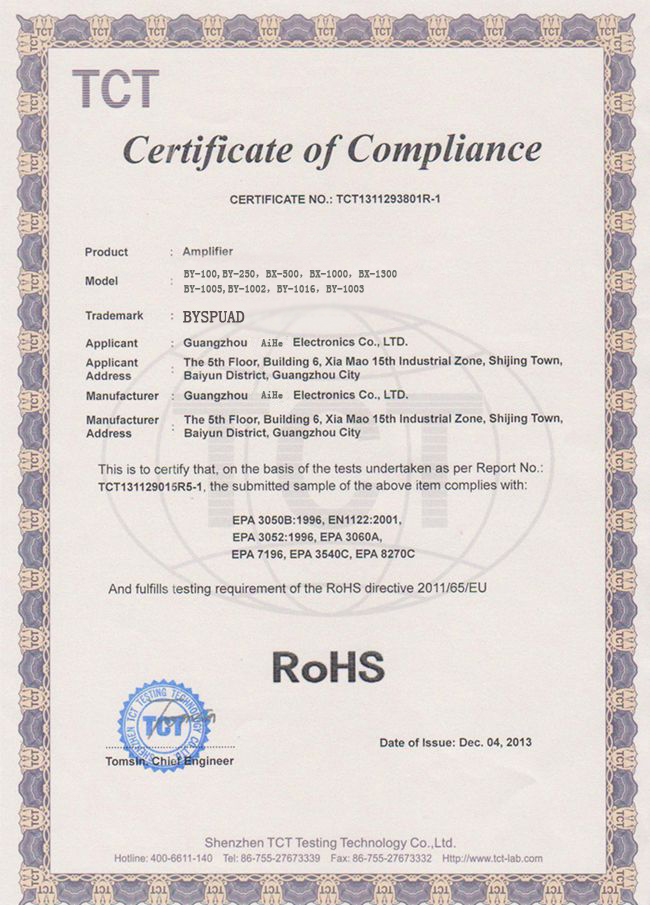 TCT
Certificate of Compliance
CERTIFICATE NO.: TCT1311293801R-1
Product : Amplifier
Model : BY-100, BY-250, BX-500, BX-1000, BX-1300
BY-1005, BY-1002, BY-1016, BY-1003
Trademark : BYSPUAD
Applicant : Guangzhou AiHe Electronics Co., LTD.
Applicant Address : The 5th Floor, Building 6, Xia Mao 15th Industrial Zone, Shijing Town,
Baiyun District, Guangzhou City
Manufacturer : Guangzhou AiHe Electronics Co., LTD.
Manufacturer Address : The 5th Floor, Building 6, Xia Mao 15th Industrial Zone, Shijing Town,
Baiyun District, Guangzhou City
This is to certify that, on the basis of the tests undertaken as per Report No.:
TCT131129015R5-1, the submitted sample of the above item complies with:
EPA 3050B:1996, EN1122:2001,
EPA 3052:1996, EPA 3060A,
EPA 7196, EPA 3540C, EPA 8270C
And fulfills testing requirement of the RoHS directive 2011/65/EU
RoHS
SHENZHEN TCT TESTING TECHNOLOGY CO.,LTD.
TCT
Tomsin, Chief Engineer
Date of Issue: Dec. 04, 2013
Shenzhen TCT Testing Technology Co.,Ltd.
Hotline: 400-6611-140 Tel: 86-755-27673339 Fax: 86-755-27673332 Http://www.tct-lab.com